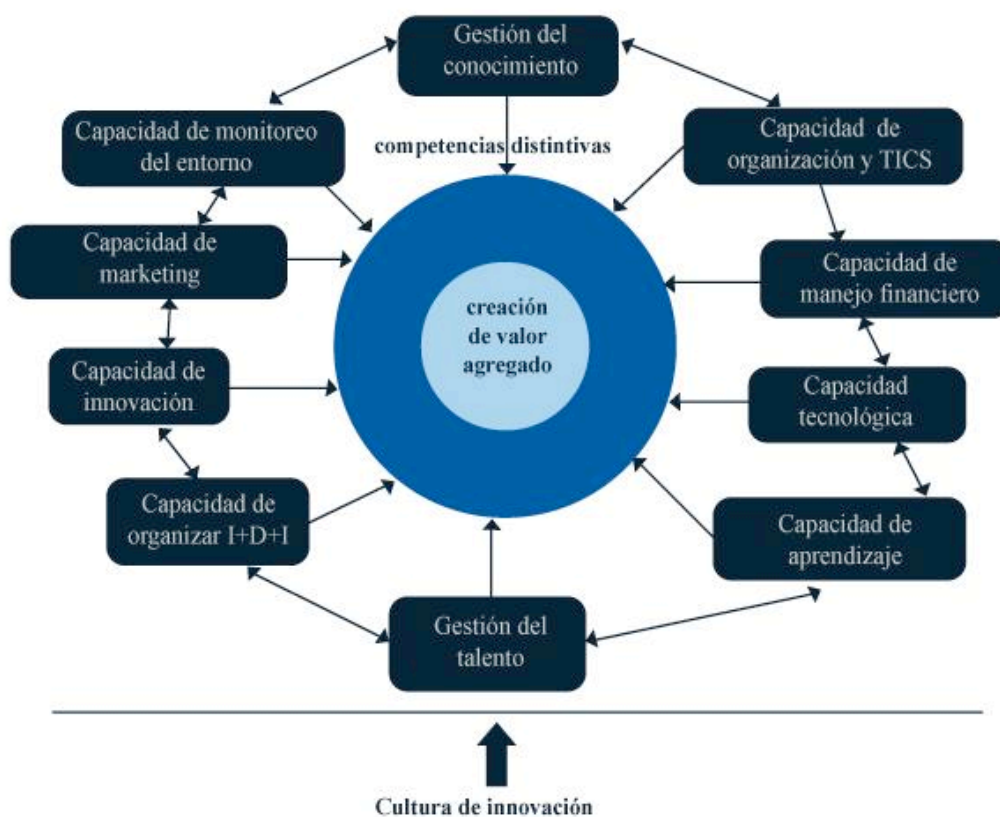 Gestión del
conocimiento
Capacidad de monitoreo
del entorno
competencias distintivas
Capacidad de
organización y TICS
Capacidad de
marketing
Capacidad de
manejo financiero
creación
de valor
agregado
Capacidad de
innovación
Capacidad
tecnológica
Capacidad de
organizar I+D+I
Capacidad de
aprendizaje
Gestión del
talento
Cultura de innovación